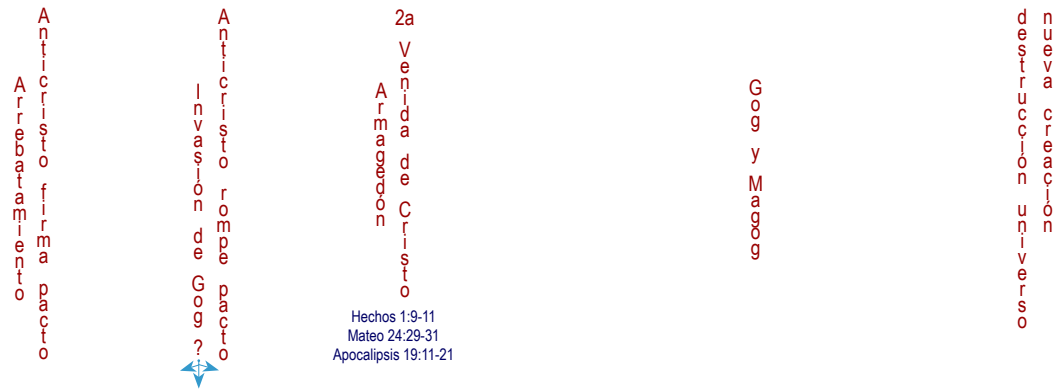 Arrebatamiento
Anticristo firma pacto
Invasión de Gog ?
Anticristo rompe pacto
Armagedón
2a Venida de Cristo
Hechos 1:9-11
Mateo 24:29-31
Apocalipsis 19:11-21
Gog y Magog
destrucción universo
nueva creación